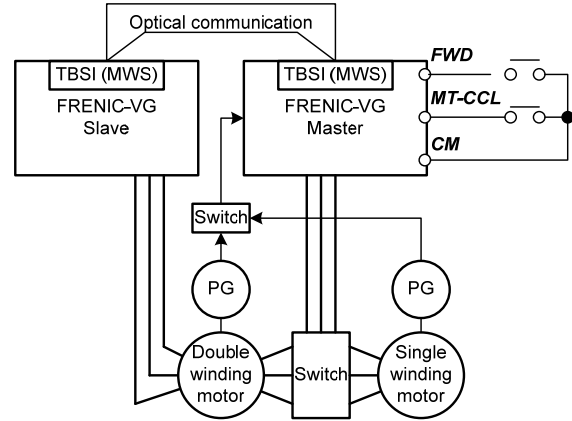 Optical communication
TBSI (MWS)
FRENIC-VG
Slave
TBSI (MWS)
FRENIC-VG
Master
FWD
MT-CCL
CM
Switch
PG
PG
Double
winding
motor
Switch
Single
winding
motor